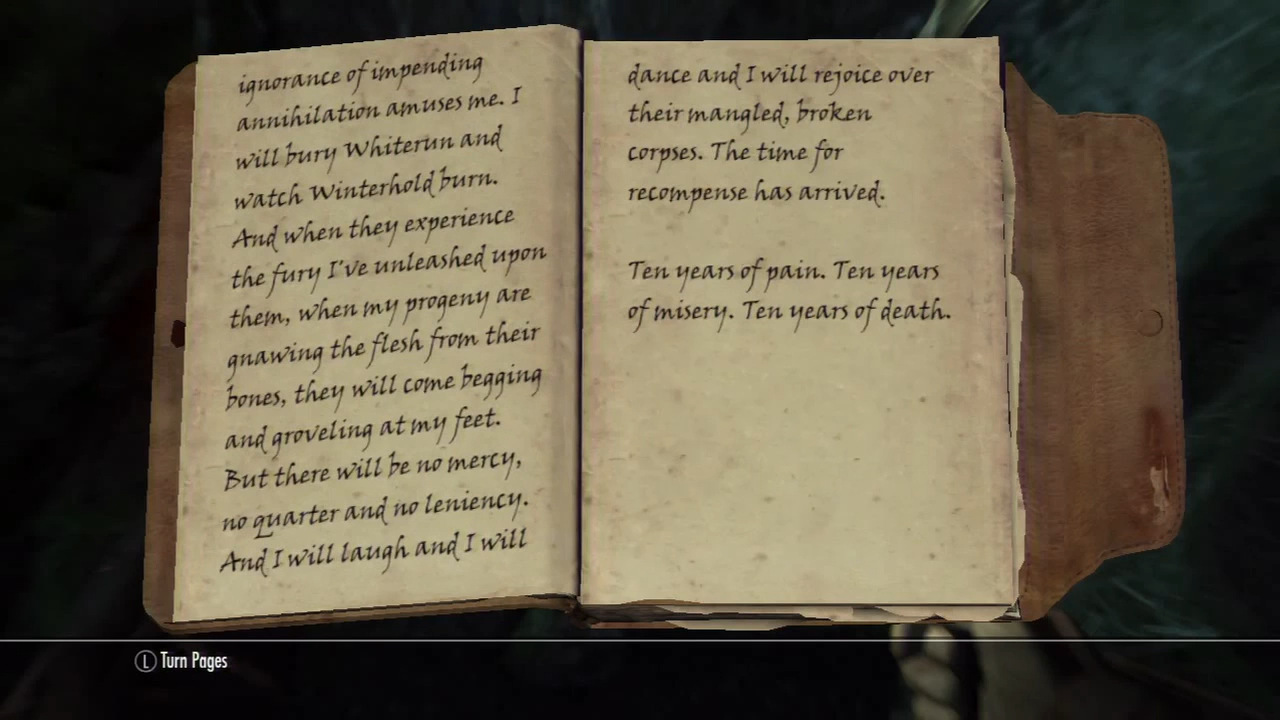 ignorance of impending
annihilation amuses me. I
will bury Whiterun and
watch Winterhold burn.
And when they experience
the fury I've unleashed upon
them, when my progeny are
gnawing the flesh from their
bones, they will come begging
and groveling at my feet.
But there will be no mercy,
no quarter and no leniency.
And I will laugh and I will
dance and I will rejoice over
their mangled, broken
corpses. The time for
recompense has arrived.
Ten years of pain. Ten years
of misery. Ten years of death.
L Turn Pages